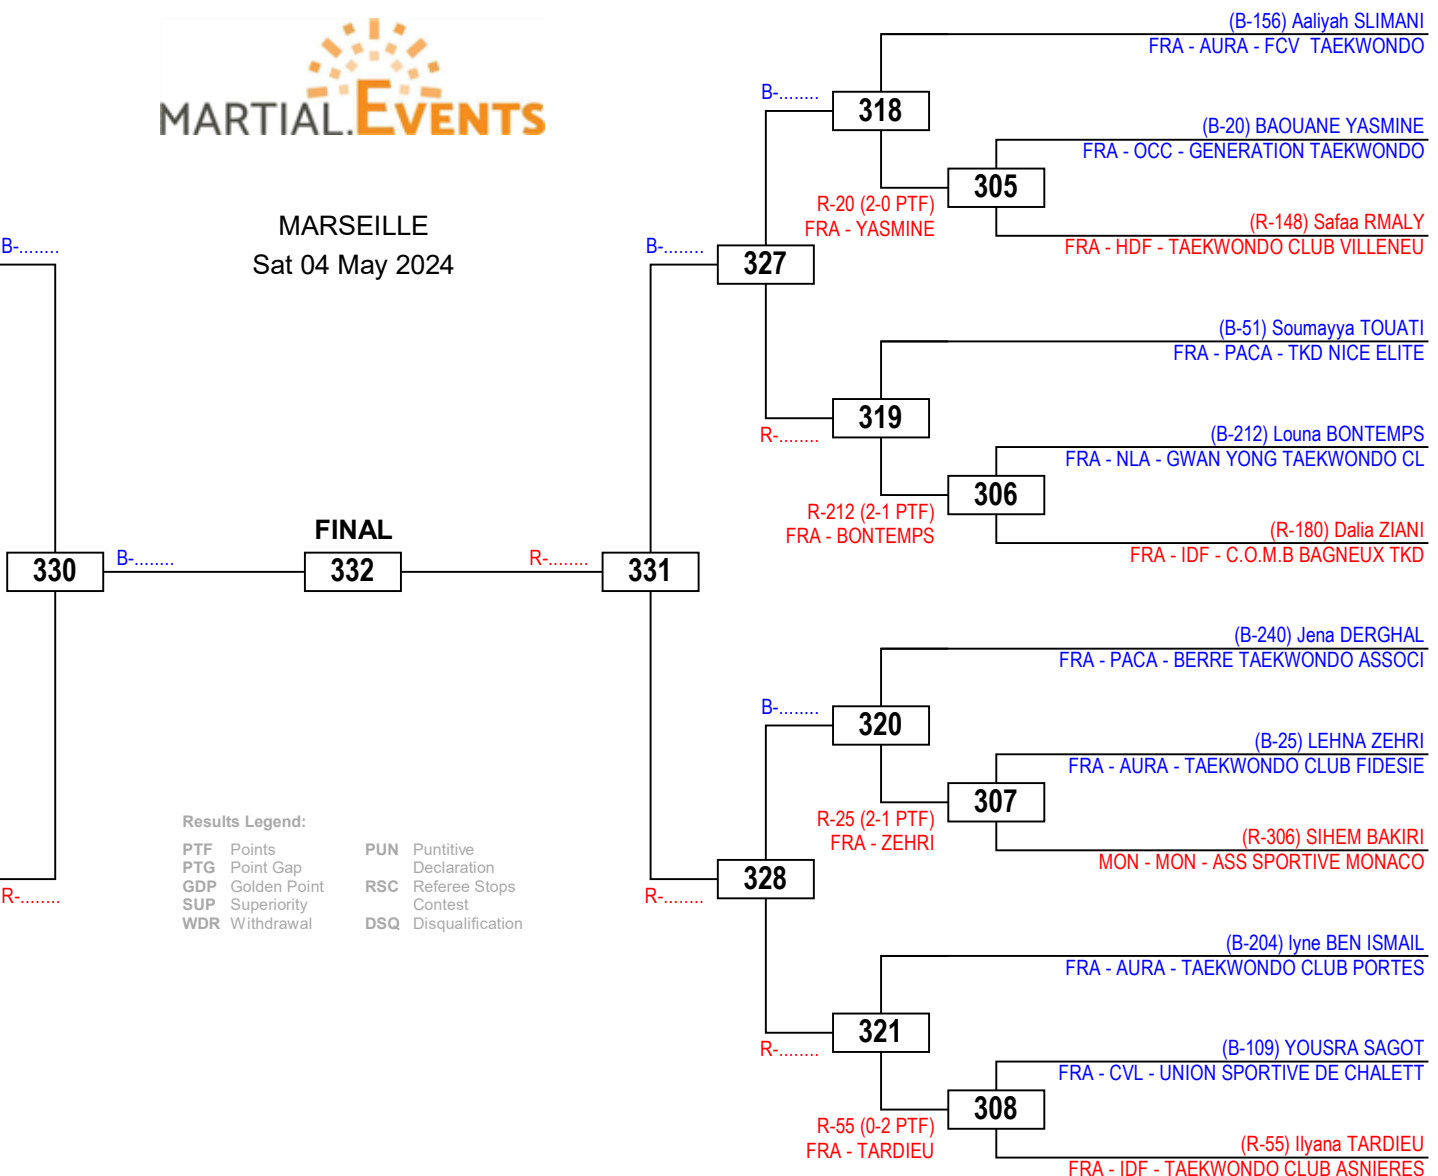 MARTIAL.EVENTS
MARSEILLE
Sat 04 May 2024
B-........
R-........
330
B-........
FINAL
332
R-........
331
B-........
R-........
327
328
B-........
R-........
B-........
R-........
318
319
320
321
R-20 (2-0 PTF)
FRA - YASMINE
R-212 (2-1 PTF)
FRA - BONTEMPS
R-25 (2-1 PTF)
FRA - ZEHRI
R-55 (0-2 PTF)
FRA - TARDIEU
305
306
307
308
(B-156) Aaliyah SLIMANI
FRA - AURA - FCV TAEKWONDO
(B-20) BAOUANE YASMINE
FRA - OCC - GENERATION TAEKWONDO
(R-148) Safaa RMALY
FRA - HDF - TAEKWONDO CLUB VILLENEU
(B-51) Soumayya TOUATI
FRA - PACA - TKD NICE ELITE
(B-212) Louna BONTEMPS
FRA - NLA - GWAN YONG TAEKWONDO CL
(R-180) Dalia ZIANI
FRA - IDF - C.O.M.B BAGNEUX TKD
(B-240) Jena DERGHAL
FRA - PACA - BERRE TAEKWONDO ASSOCI
(B-25) LEHNA ZEHRI
FRA - AURA - TAEKWONDO CLUB FIDESIE
(R-306) SIHEM BAKIRI
MON - MON - ASS SPORTIVE MONACO
(B-204) Iyne BEN ISMAIL
FRA - AURA - TAEKWONDO CLUB PORTES
(B-109) YOUSRA SAGOT
FRA - CVL - UNION SPORTIVE DE CHALETT
(R-55) Ilyana TARDIEU
FRA - IDF - TAEKWONDO CLUB ASNIERES
Results Legend:
PTF Points
PTG Point Gap
GDP Golden Point
SUP Superiority
WDR Withdrawal
PUN Puntitive
Declaration
RSC Referee Stops
Contest
DSQ Disqualification